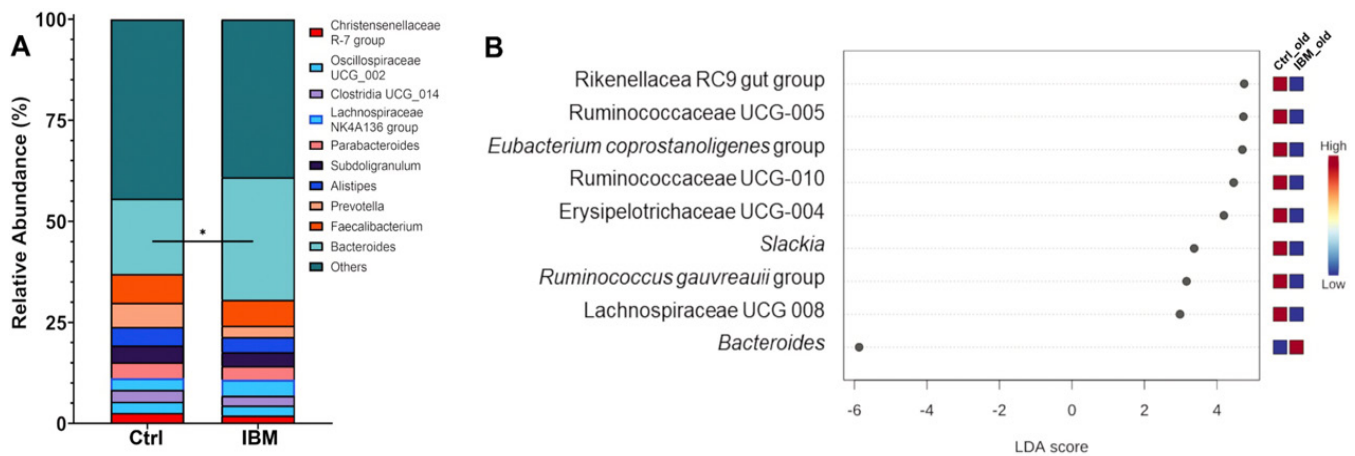 A
Relative Abundance (%)
100
75
50
25
0
*
Ctrl
IBM
Christensenellaceae
R-7 group
Oscillospiraceae
UCG_002
Clostridia UCG_014
Lachnospiraceae
NK4A136 group
Parabacteroides
Subdoligranulum
Alistipes
Prevotella
Faecalibacterium
Bacteroides
Others
B
Rikenellacea RC9 gut group
Ruminococcaceae UCG-005
Eubacterium coprostanoligenes group
Ruminococcaceae UCG-010
Erysipelotrichaceae UCG-004
Slackia
Ruminococcus gauvreauii group
Lachnospiraceae UCG 008
Bacteroides
-6
-4
-2
0
2
4
LDA score
Ctrl_old
IBM_old
High
Low